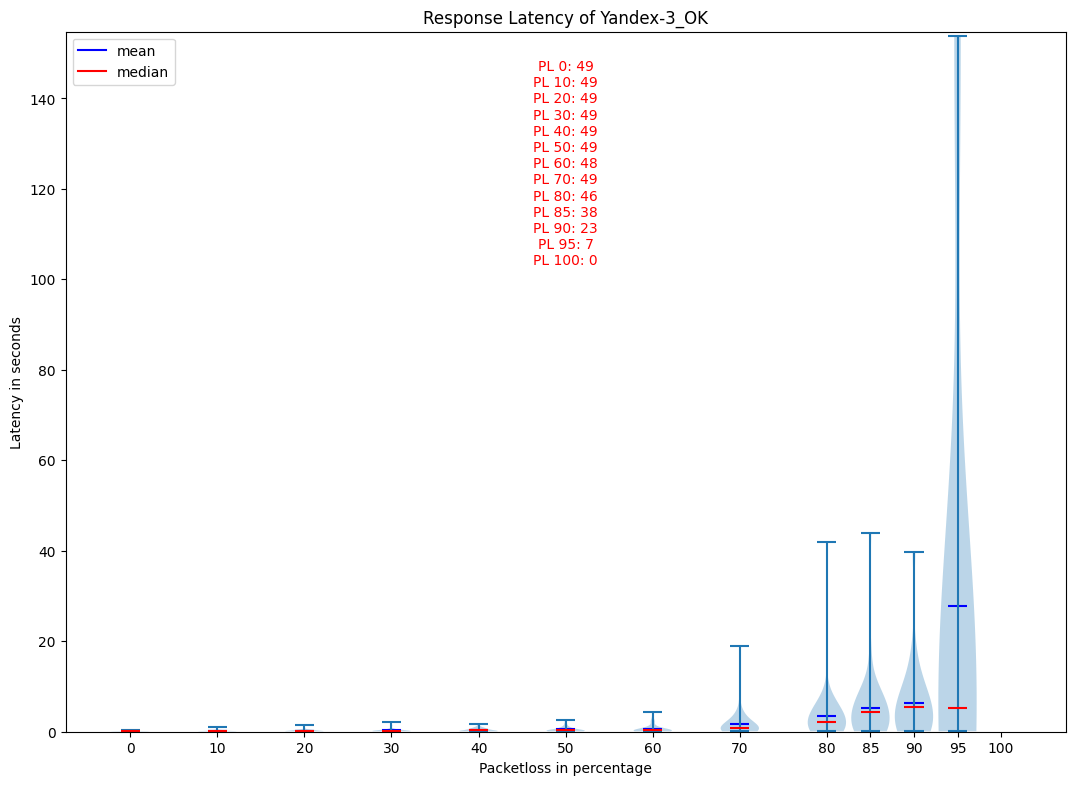 Response Latency of Yandex-3_OK
mean
median
PL 0: 49
PL 10: 49
PL 20: 49
PL 30: 49
PL 40: 49
PL 50: 49
PL 60: 48
PL 70: 49
PL 80: 46
PL 85: 38
PL 90: 23
PL 95: 7
PL 100: 0
Latency in seconds
140
120
100
80
60
40
20
0
0 10 20 30 40 50 60 70 80 85 90 95 100
Packetloss in percentage